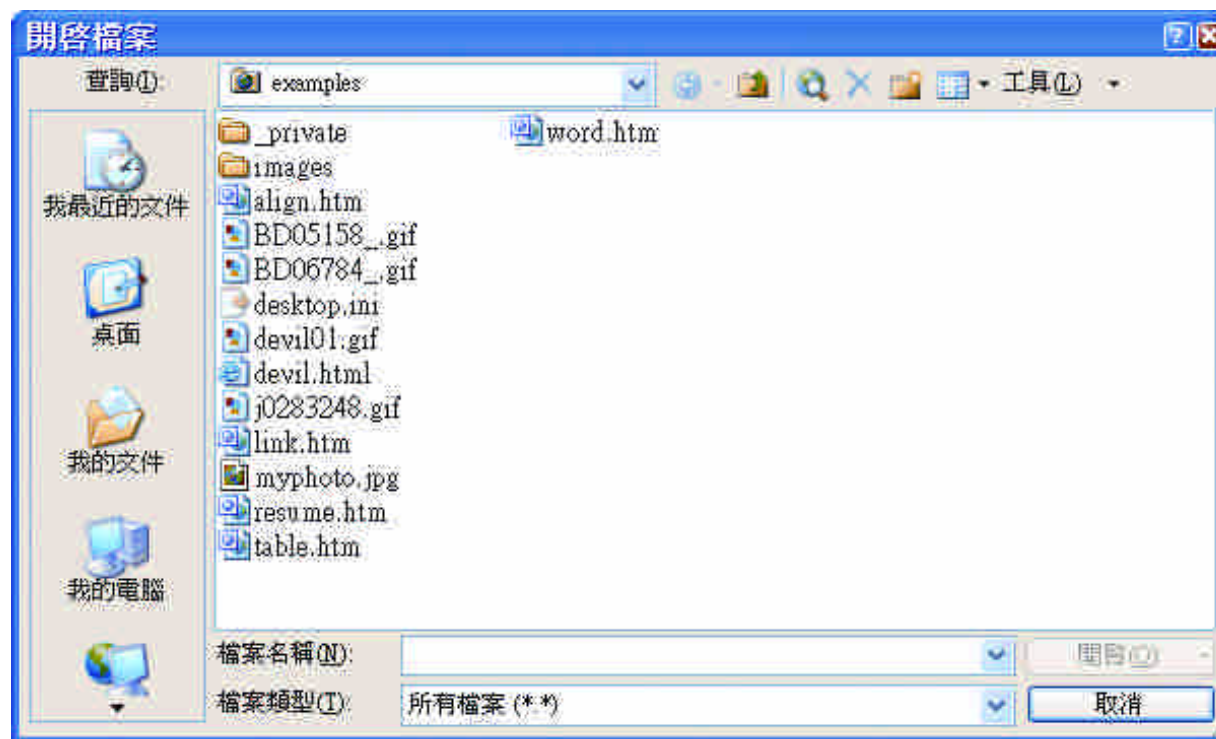 開啓檔案
查詢(I):
examples
工具(L)
_private
images
align.htm
BD05158_.gif
BD06784_.gif
desktop.ini
devil01.gif
devil.html
j0283248.gif
link.htm
myphoto.jpg
resume.htm
table.htm
word.htm
我最近的文件
桌面
我的文件
我的電腦
檔案名稱(N):
開啓(O)
檔案類型(T):
所有檔案 (*.*)
取消